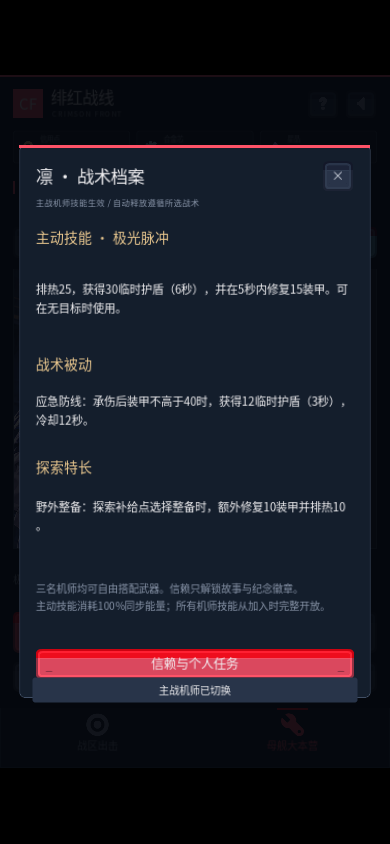 CF
绯红战线
?
凛 · 战术档案
×
主战机师技能生效 / 自动释放遵循所选战术
主动技能 · 极光脉冲
排热25，获得30临时护盾（6秒），并在5秒内修复15装甲。可
在无目标时使用。
战术被动
应急防线：承伤后装甲不高于40时，获得12临时护盾（3秒），
冷却12秒。
探索特长
野外整备：探索补给点选择整备时，额外修复10装甲并排热10
。
三名机师均可自由搭配武器。信赖只解锁故事与纪念徽章。
主动技能消耗100%同步能量；所有机师技能从加入时完整开放。
信赖与个人任务
主战机师已切换